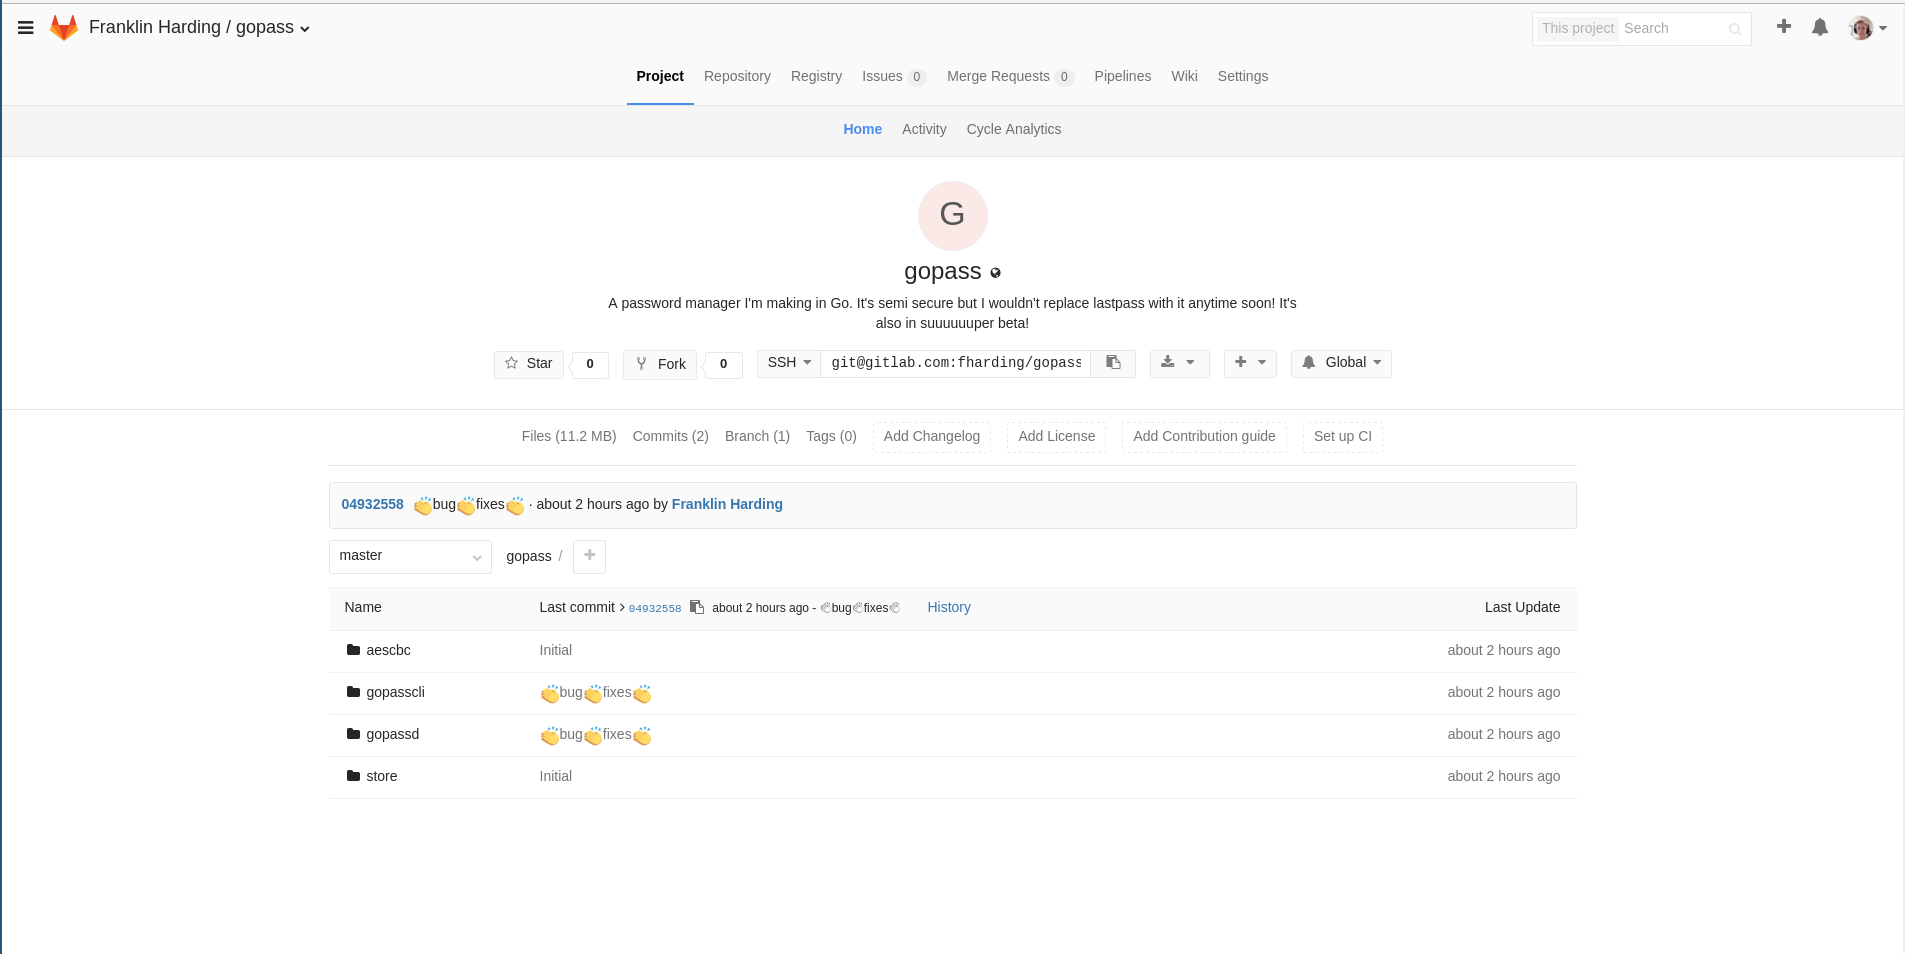 Franklin Harding / gopass
This project Search
Project Repository Registry Issues 0 Merge Requests 0 Pipelines Wiki Settings
Home Activity Cycle Analytics
G
gopass
A password manager I'm making in Go. It's semi secure but I wouldn't replace lastpass with it anytime soon! It's
also in suuuuuuper beta!
Star 0 Fork 0 SSH git@gitlab.com:fharding/gopass Global
Files (11.2 MB) Commits (2) Branch (1) Tags (0) Add Changelog Add License Add Contribution guide Set up CI
04932558 👏bug👏fixes👏 · about 2 hours ago by Franklin Harding
master gopass / +
Name Last commit > 04932558 about 2 hours ago - 👏bug👏fixes👏 History Last Update
aescbc Initial about 2 hours ago
gopasscli 👏bug👏fixes👏 about 2 hours ago
gopassd 👏bug👏fixes👏 about 2 hours ago
store Initial about 2 hours ago